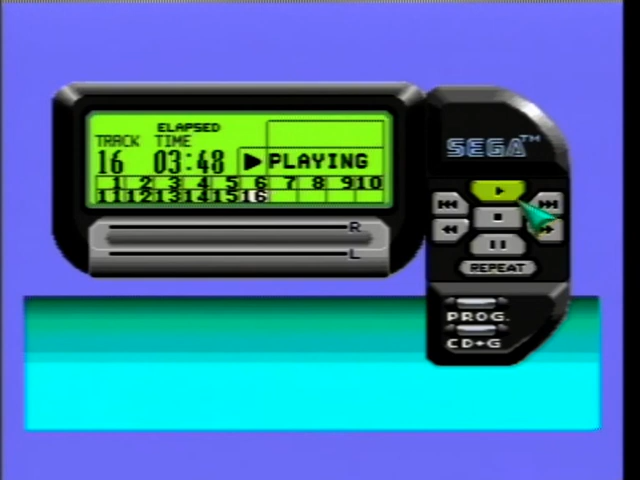 ELAPSED
TRACK TIME
16 03:48 ▶PLAYING
1 2 3 4 5 6 7 8 9 10
11 12 13 14 15 16
R
L
SEGA™
REPEAT
PROG.
CD+G